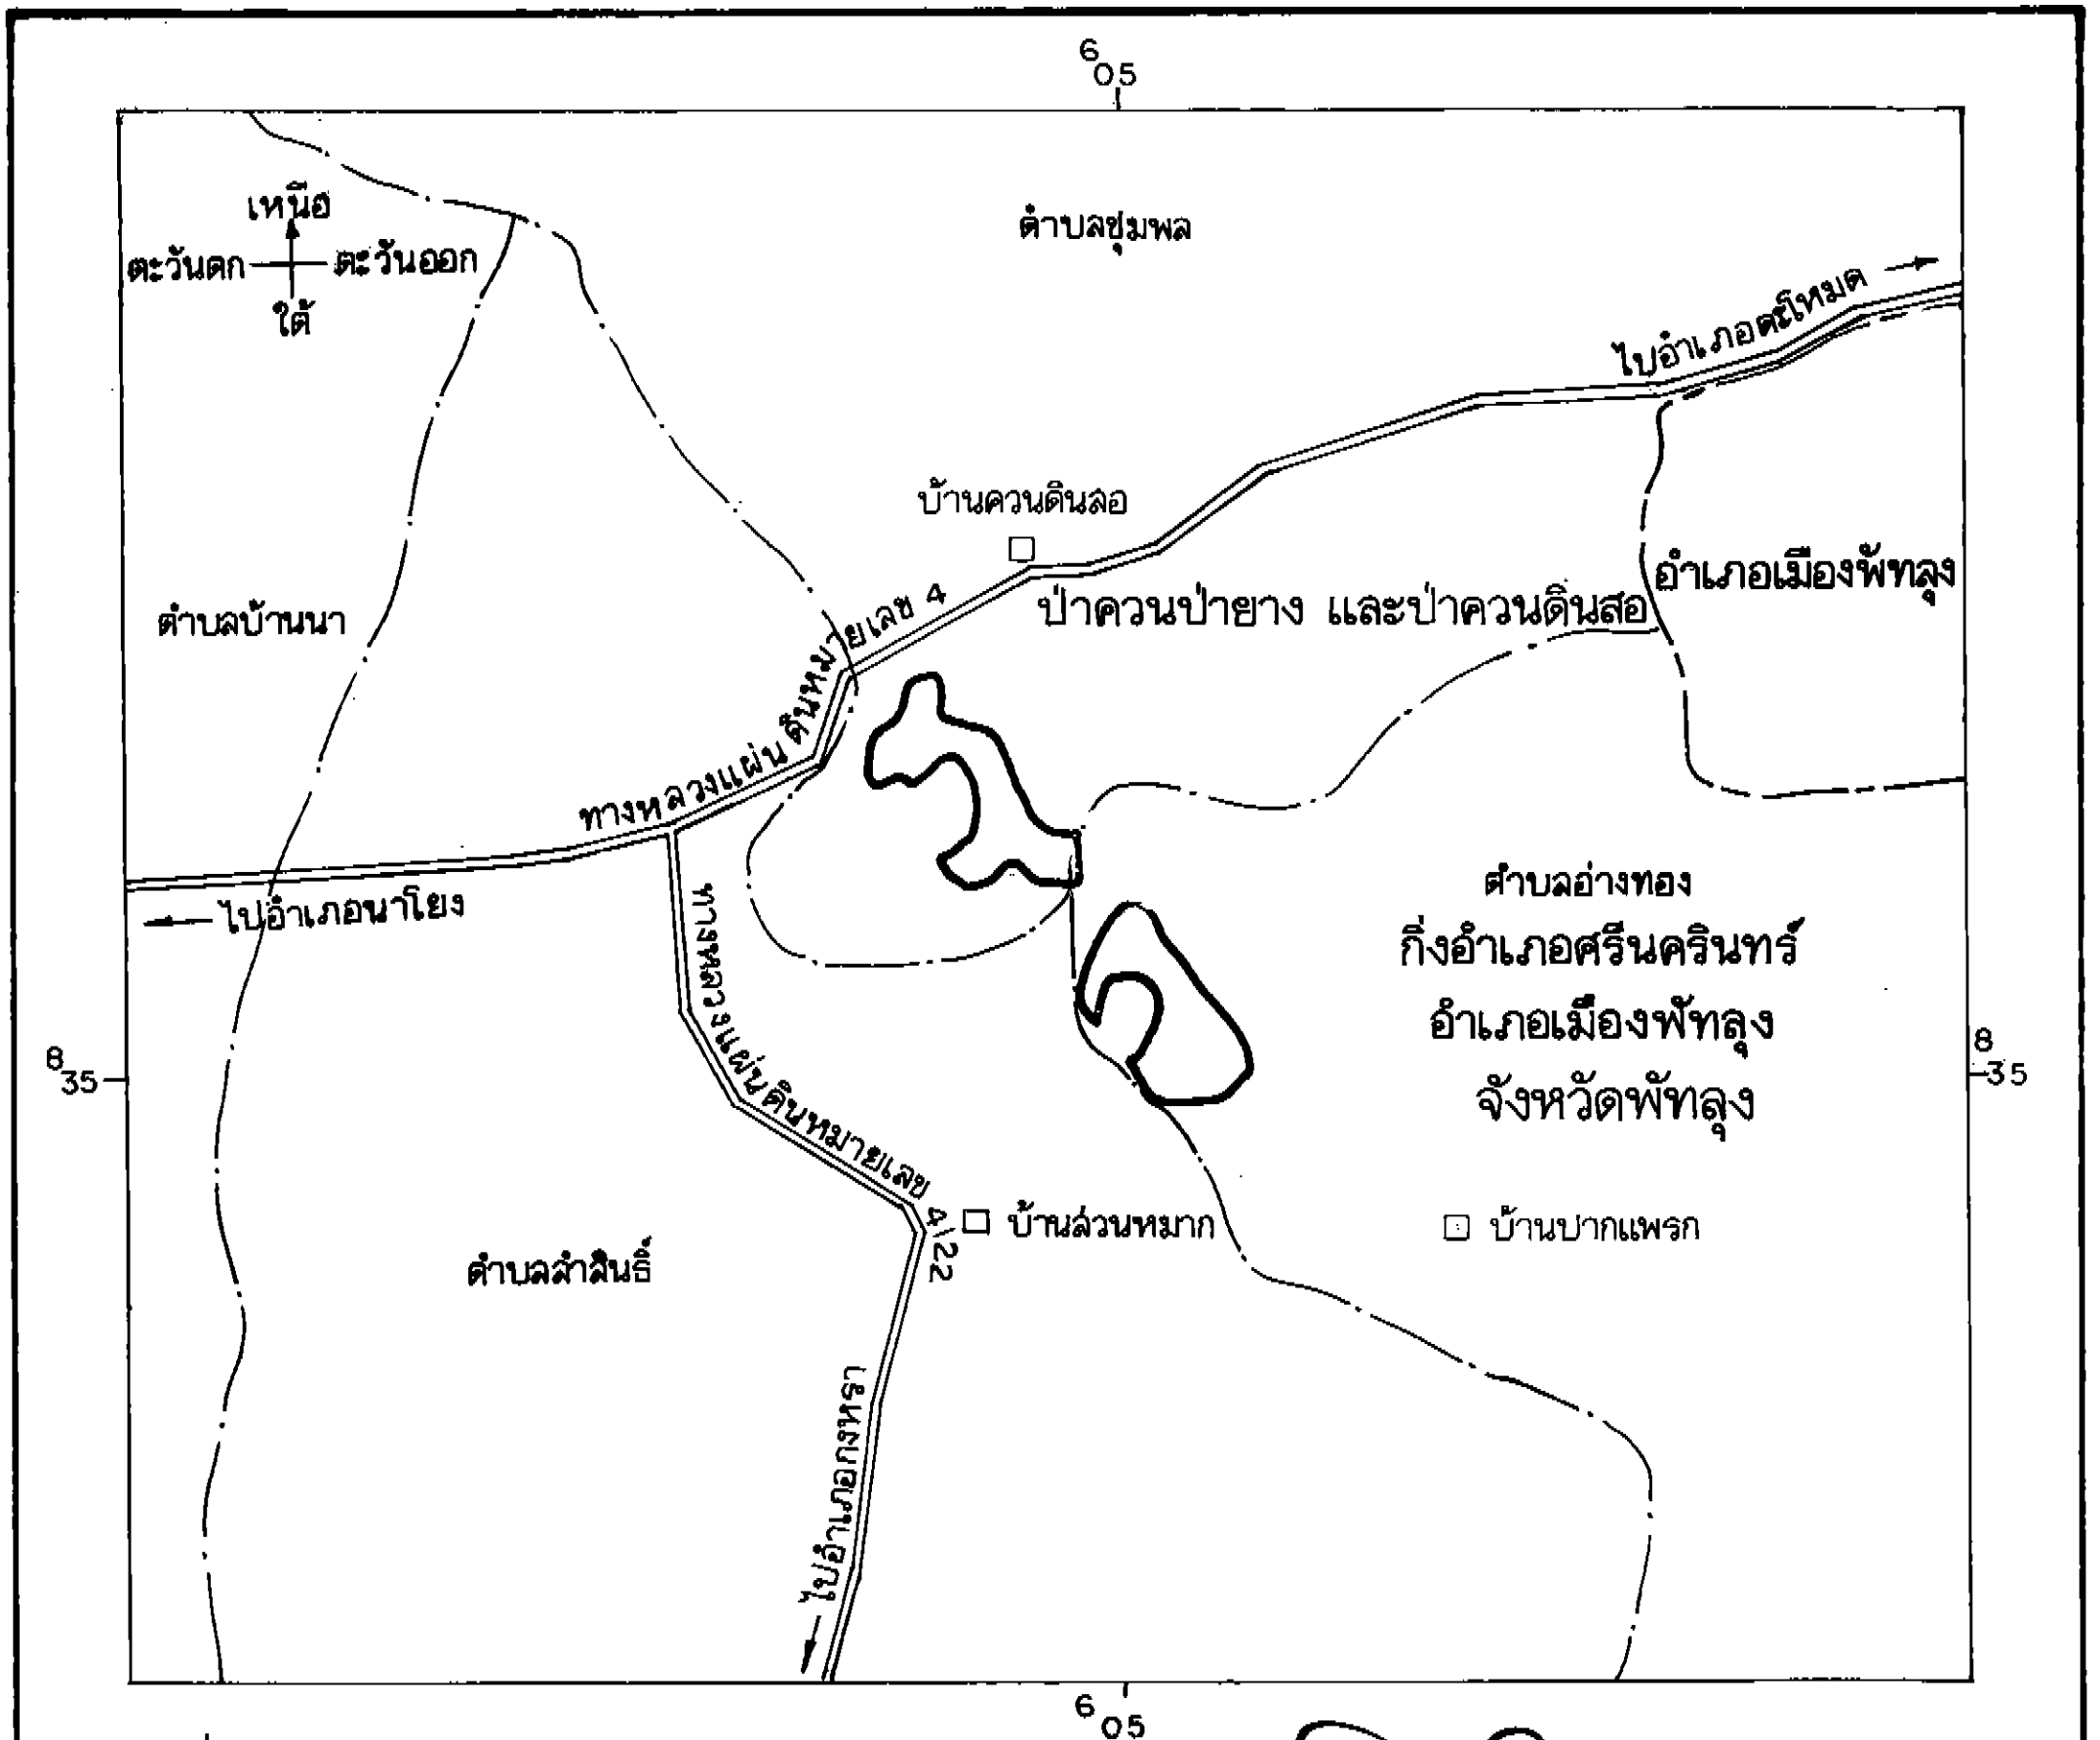 6 05
เหนือ
ตะวันตก ตะวันออก
ใต้
ตำบลชุมพล
ไปอำเภอตะโหมด
บ้านควนดินสอ
อำเภอเมืองพัทลุง
ป่าควนป่ายาง และป่าควนดินสอ
ตำบลบ้านนา
ทางหลวงแผ่นดินหมายเลข 4
ไปอำเภอนาโยง
ตำบลอ่างทอง
กิ่งอำเภอศรีนครินทร์
อำเภอเมืองพัทลุง
จังหวัดพัทลุง
8 35
8 35
ทางหลวงแผ่นดินหมายเลข 4122
บ้านส่วนหมาก
บ้านปากแพรก
ตำบลลำสินธิ์
ไปอำเภอกงหรา
6 05